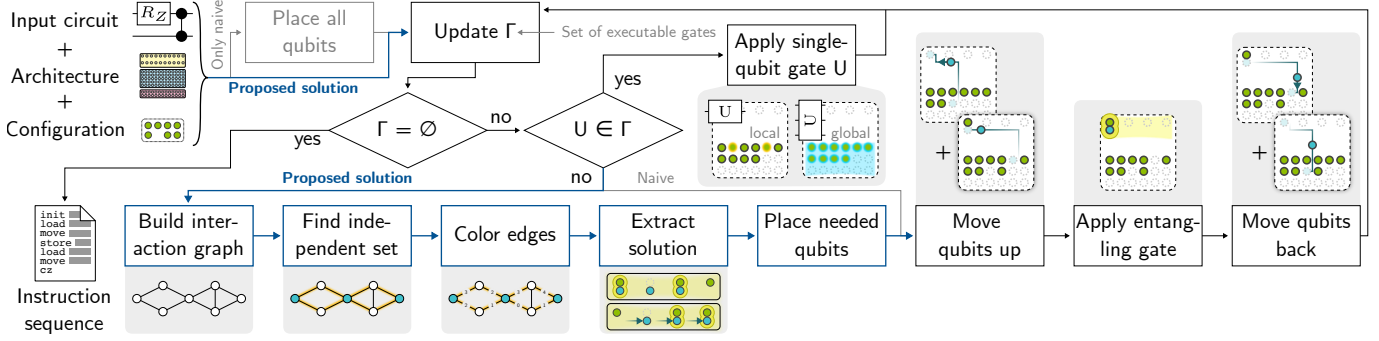 Input circuit
+
Architecture
+
Configuration
R_Z
Only naive
Place all
qubits
Proposed solution
Update Γ
Set of executable gates
Γ = ∅
yes
no
U ∈ Γ
yes
no
Apply single-
qubit gate U
U
local
U
global
Proposed solution
Naive
init
load
move
store
load
move
cz
Instruction
sequence
Build inter-
action graph
Find inde-
pendent set
Color edges
Extract
solution
Place needed
qubits
+
Move
qubits up
Apply entang-
ling gate
+
Move qubits
back